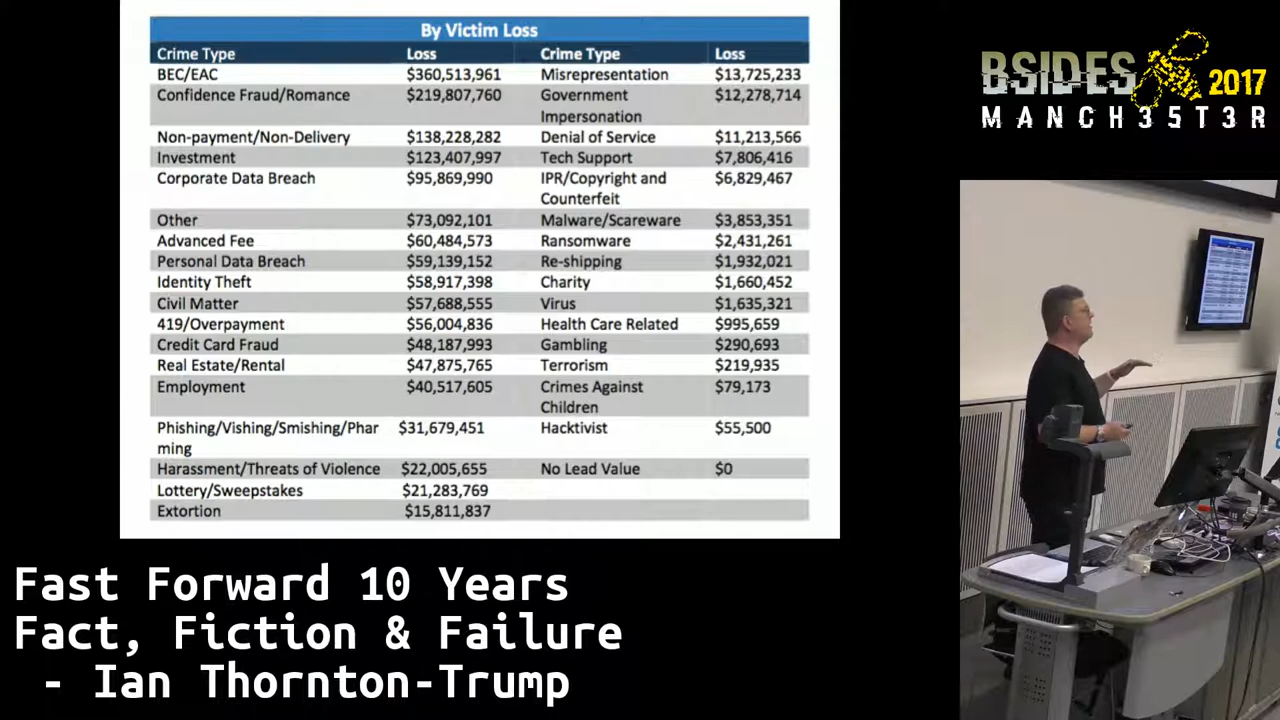 By Victim Loss
Crime Type Loss Crime Type Loss
BEC/EAC $360,513,961 Misrepresentation $13,725,233
Confidence Fraud/Romance $219,807,760 Government Impersonation $12,278,714
Non-payment/Non-Delivery $138,228,282 Denial of Service $11,213,566
Investment $123,407,997 Tech Support $7,806,416
Corporate Data Breach $95,869,990 IPR/Copyright and Counterfeit $6,829,467
Other $73,092,101 Malware/Scareware $3,853,351
Advanced Fee $60,484,573 Ransomware $2,431,261
Personal Data Breach $59,139,152 Re-shipping $1,932,021
Identity Theft $58,917,398 Charity $1,660,452
Civil Matter $57,688,555 Virus $1,635,321
419/Overpayment $56,004,836 Health Care Related $995,659
Credit Card Fraud $48,187,993 Gambling $290,693
Real Estate/Rental $47,875,765 Terrorism $219,935
Employment $40,517,605 Crimes Against Children $79,173
Phishing/Vishing/Smishing/Pharming $31,679,451 Hacktivist $55,500
Harassment/Threats of Violence $22,005,655 No Lead Value $0
Lottery/Sweepstakes $21,283,769
Extortion $15,811,837
BSIDES 2017
MANCH35T3R
Fast Forward 10 Years
Fact, Fiction & Failure
- Ian Thornton-Trump